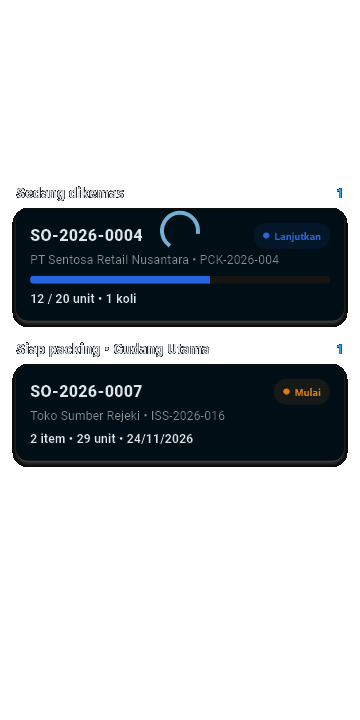 Sedang dikemas 1
SO-2026-0004 Lanjutkan
PT Sentosa Retail Nusantara • PCK-2026-004
12 / 20 unit • 1 koli
Siap packing • Gudang Utama 1
SO-2026-0007 Mulai
Toko Sumber Rejeki • ISS-2026-016
2 item • 29 unit • 24/11/2026